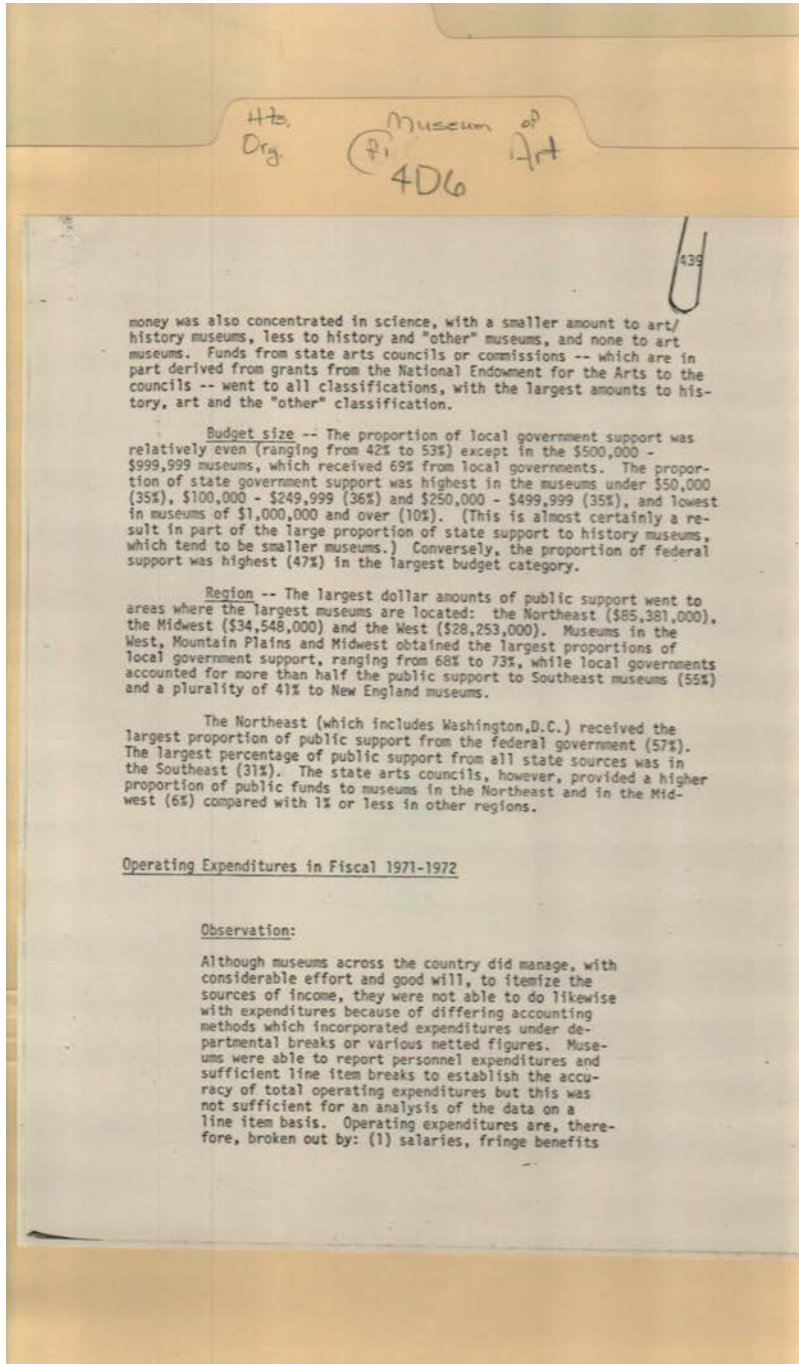 Hts. Museum of
Org. Art
4D6
439
money was also concentrated in science, with a smaller amount to art/
history museums, less to history and "other" museums, and none to art
museums. Funds from state arts councils or commissions -- which are in
part derived from grants from the National Endowment for the Arts to the
councils -- went to all classifications, with the largest amounts to his-
tory, art and the "other" classification.
Budget size -- The proportion of local government support was
relatively even (ranging from 42% to 53%) except in the $500,000 -
$999,999 museums, which received 69% from local governments. The propor-
tion of state government support was highest in the museums under $50,000
(35%), $100,000 - $249,999 (36%) and $250,000 - $499,999 (35%), and lowest
in museums of $1,000,000 and over (10%). (This is almost certainly a re-
sult in part of the large proportion of state support to history museums,
which tend to be smaller museums.) Conversely, the proportion of federal
support was highest (47%) in the largest budget category.
Region -- The largest dollar amounts of public support went to
areas where the largest museums are located: the Northeast ($85,381,000),
the Midwest ($34,548,000) and the West ($28,253,000). Museums in the
West, Mountain Plains and Midwest obtained the largest proportions of
local government support, ranging from 68% to 73%, while local governments
accounted for more than half the public support to Southeast museums (55%)
and a plurality of 41% to New England museums.
The Northeast (which includes Washington,D.C.) received the
largest proportion of public support from the federal government (57%).
The largest percentage of public support from all state sources was in
the Southeast (31%). The state arts councils, however, provided a higher
proportion of public funds to museums in the Northeast and in the Mid-
west (6%) compared with 1% or less in other regions.
Operating Expenditures in Fiscal 1971-1972
Observation:
Although museums across the country did manage, with
considerable effort and good will, to itemize the
sources of income, they were not able to do likewise
with expenditures because of differing accounting
methods which incorporated expenditures under de-
partmental breaks or various netted figures. Muse-
ums were able to report personnel expenditures and
sufficient line item breaks to establish the accu-
racy of total operating expenditures but this was
not sufficient for an analysis of the data on a
line item basis. Operating expenditures are, there-
fore, broken out by: (1) salaries, fringe benefits